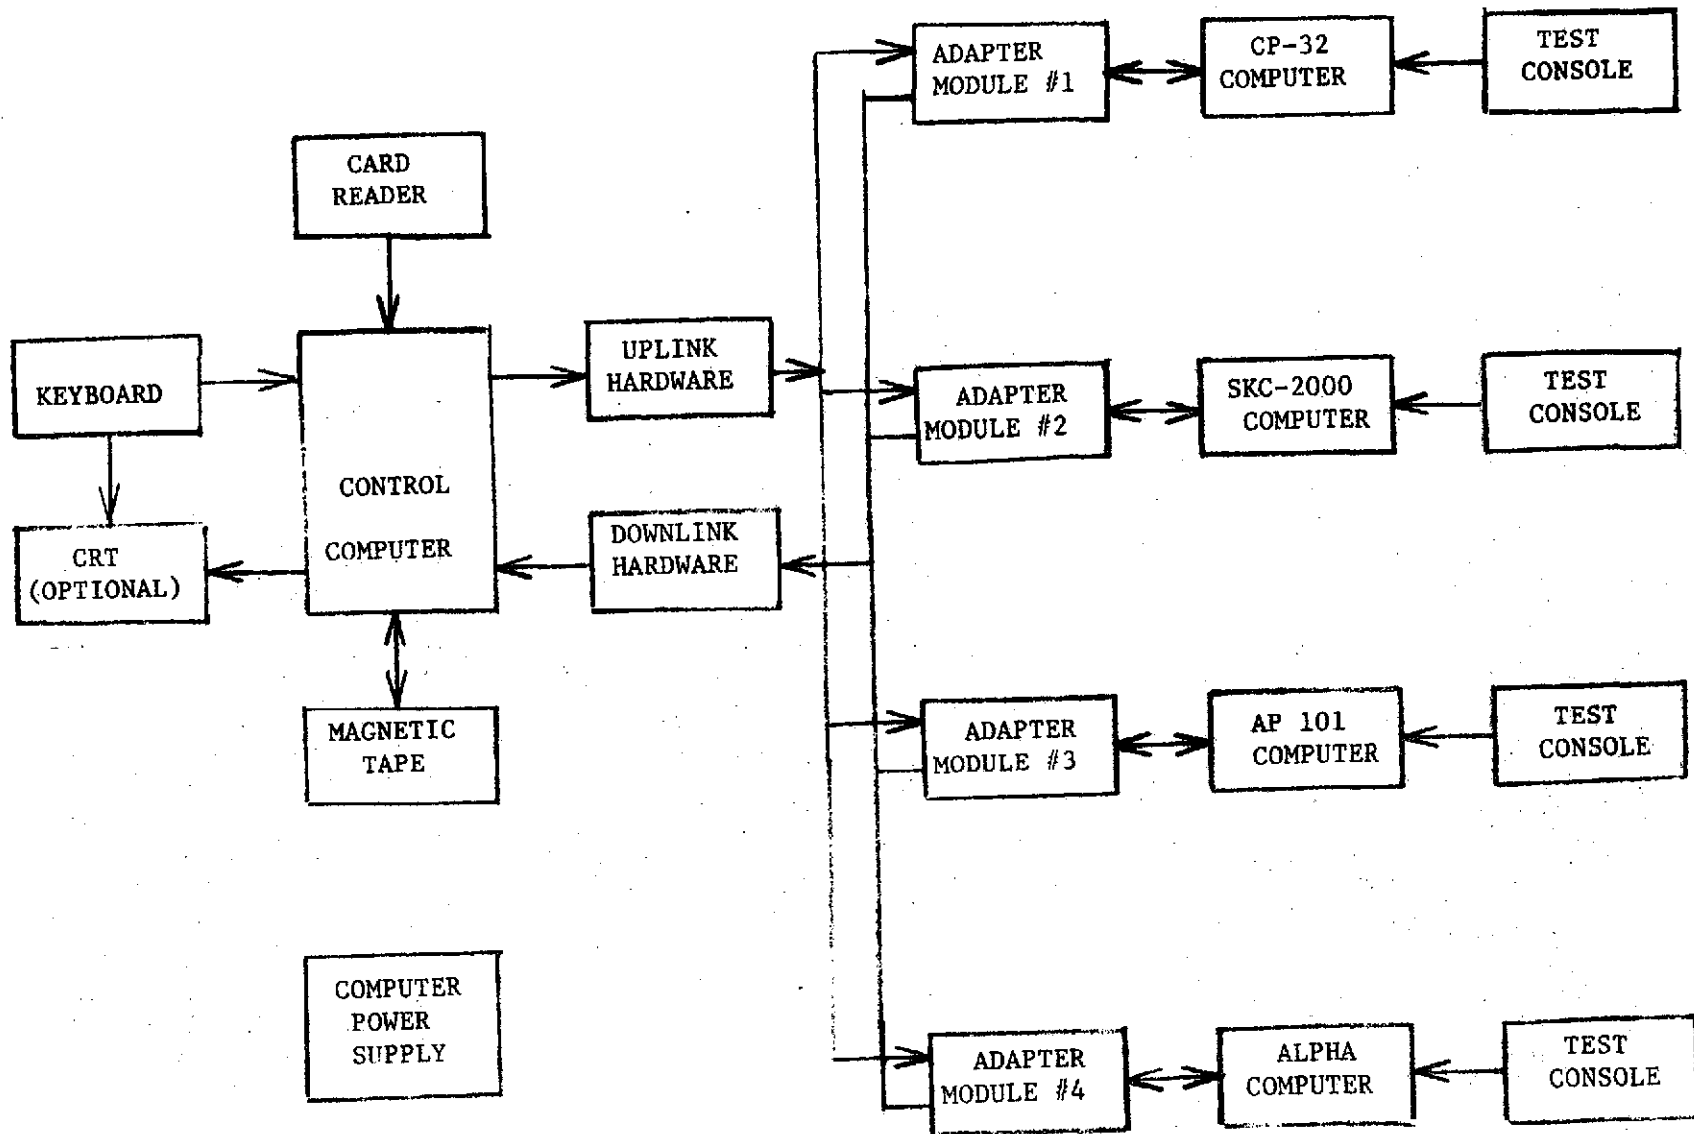 ADAPTER
MODULE #1
CP-32
COMPUTER
TEST
CONSOLE
CARD
READER
KEYBOARD
UPLINK
HARDWARE
ADAPTER
MODULE #2
SKC-2000
COMPUTER
TEST
CONSOLE
CONTROL
COMPUTER
CRT
(OPTIONAL)
DOWNLINK
HARDWARE
MAGNETIC
TAPE
ADAPTER
MODULE #3
AP 101
COMPUTER
TEST
CONSOLE
COMPUTER
POWER
SUPPLY
ADAPTER
MODULE #4
ALPHA
COMPUTER
TEST
CONSOLE